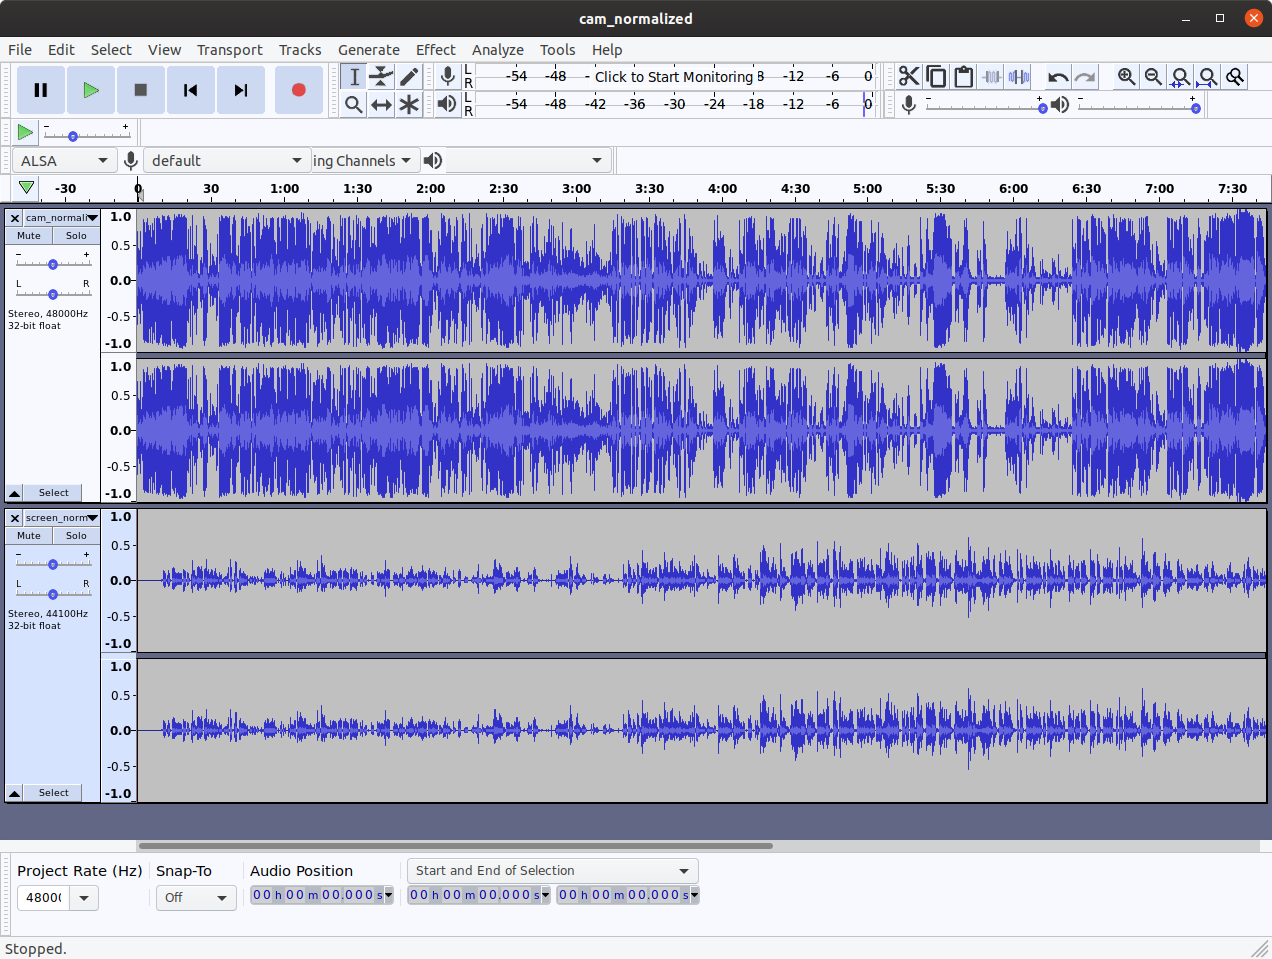 cam_normalized
File Edit Select View Transport Tracks Generate Effect Analyze Tools Help
L
R
-54 -48 - Click to Start Monitoring 8 -12 -6 0
L
R
-54 -48 -42 -36 -30 -24 -18 -12 -6 0
- +
- +
- +
ALSA default ing Channels
-30 0 30 1:00 1:30 2:00 2:30 3:00 3:30 4:00 4:30 5:00 5:30 6:00 6:30 7:00 7:30
cam_normali
Mute Solo
- +
L R
Stereo, 48000Hz
32-bit float
Select
1.0
0.5
0.0
-0.5
-1.0
1.0
0.5
0.0
-0.5
-1.0
screen_norm
Mute Solo
- +
L R
Stereo, 44100Hz
32-bit float
Select
1.0
0.5
0.0
-0.5
-1.0
1.0
0.5
0.0
-0.5
-1.0
Project Rate (Hz) Snap-To Audio Position Start and End of Selection
48000 Off 00 h 00 m 00.000 s 00 h 00 m 00.000 s 00 h 00 m 00.000 s
Stopped.